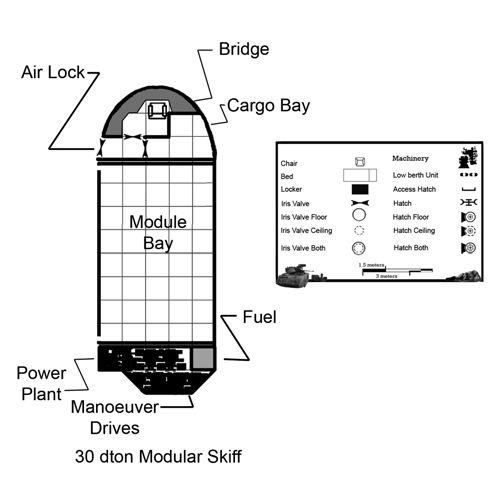 Bridge
Air Lock
Cargo Bay
Module
Bay
Fuel
Power
Plant
Manoeuver
Drives
30 dton Modular Skiff
Chair
Machinery
Bed
Low berth Unit
Locker
Access Hatch
Iris Valve
Hatch
Iris Valve Floor
Hatch Floor
Iris Valve Ceiling
Hatch Ceiling
Iris Valve Both
Hatch Both
1.5 meters
3 meters